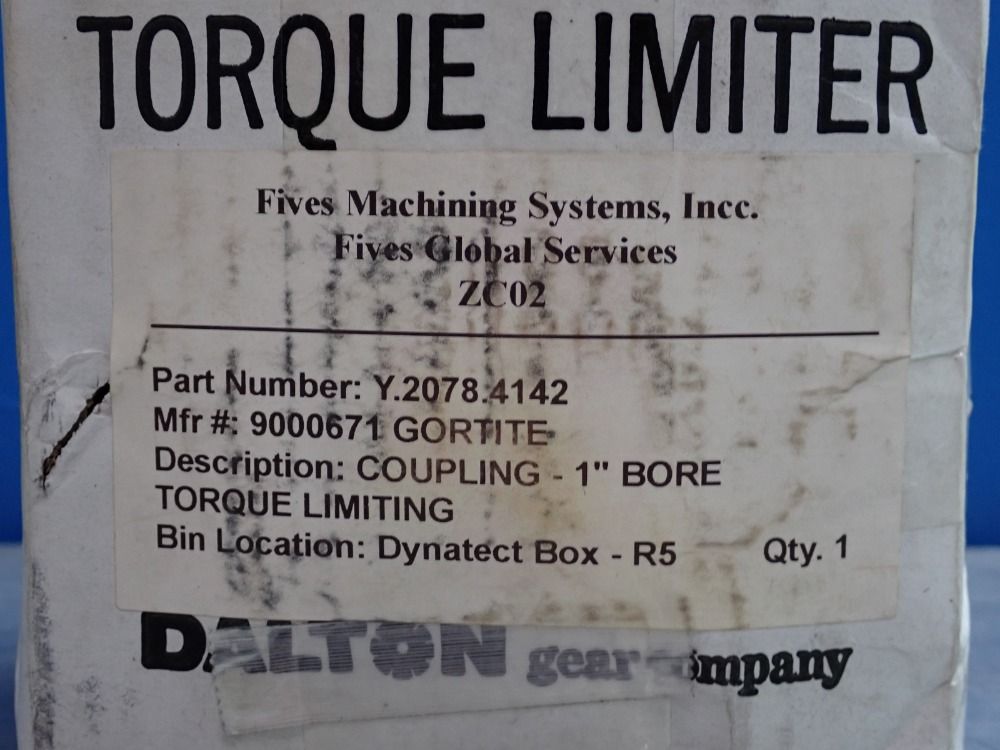 TORQUE LIMITER
Fives Machining Systems, Incc.
Fives Global Services
ZC02
Part Number: Y.2078.4142
Mfr #: 9000671 GORTITE
Description: COUPLING - 1" BORE
TORQUE LIMITING
Bin Location: Dynatect Box - R5 Qty. 1
DALTON gear company